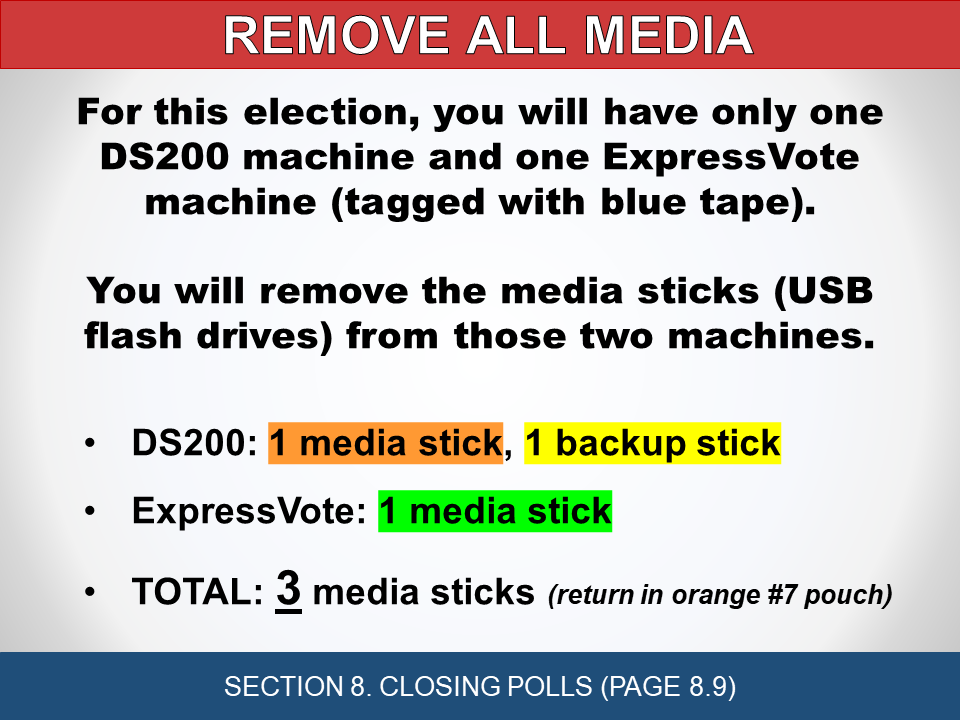 REMOVE ALL MEDIA
For this election, you will have only one
DS200 machine and one ExpressVote
machine (tagged with blue tape).
You will remove the media sticks (USB
flash drives) from those two machines.
• DS200: 1 media stick, 1 backup stick
• ExpressVote: 1 media stick
• TOTAL: 3 media sticks (return in orange #7 pouch)
SECTION 8. CLOSING POLLS (PAGE 8.9)